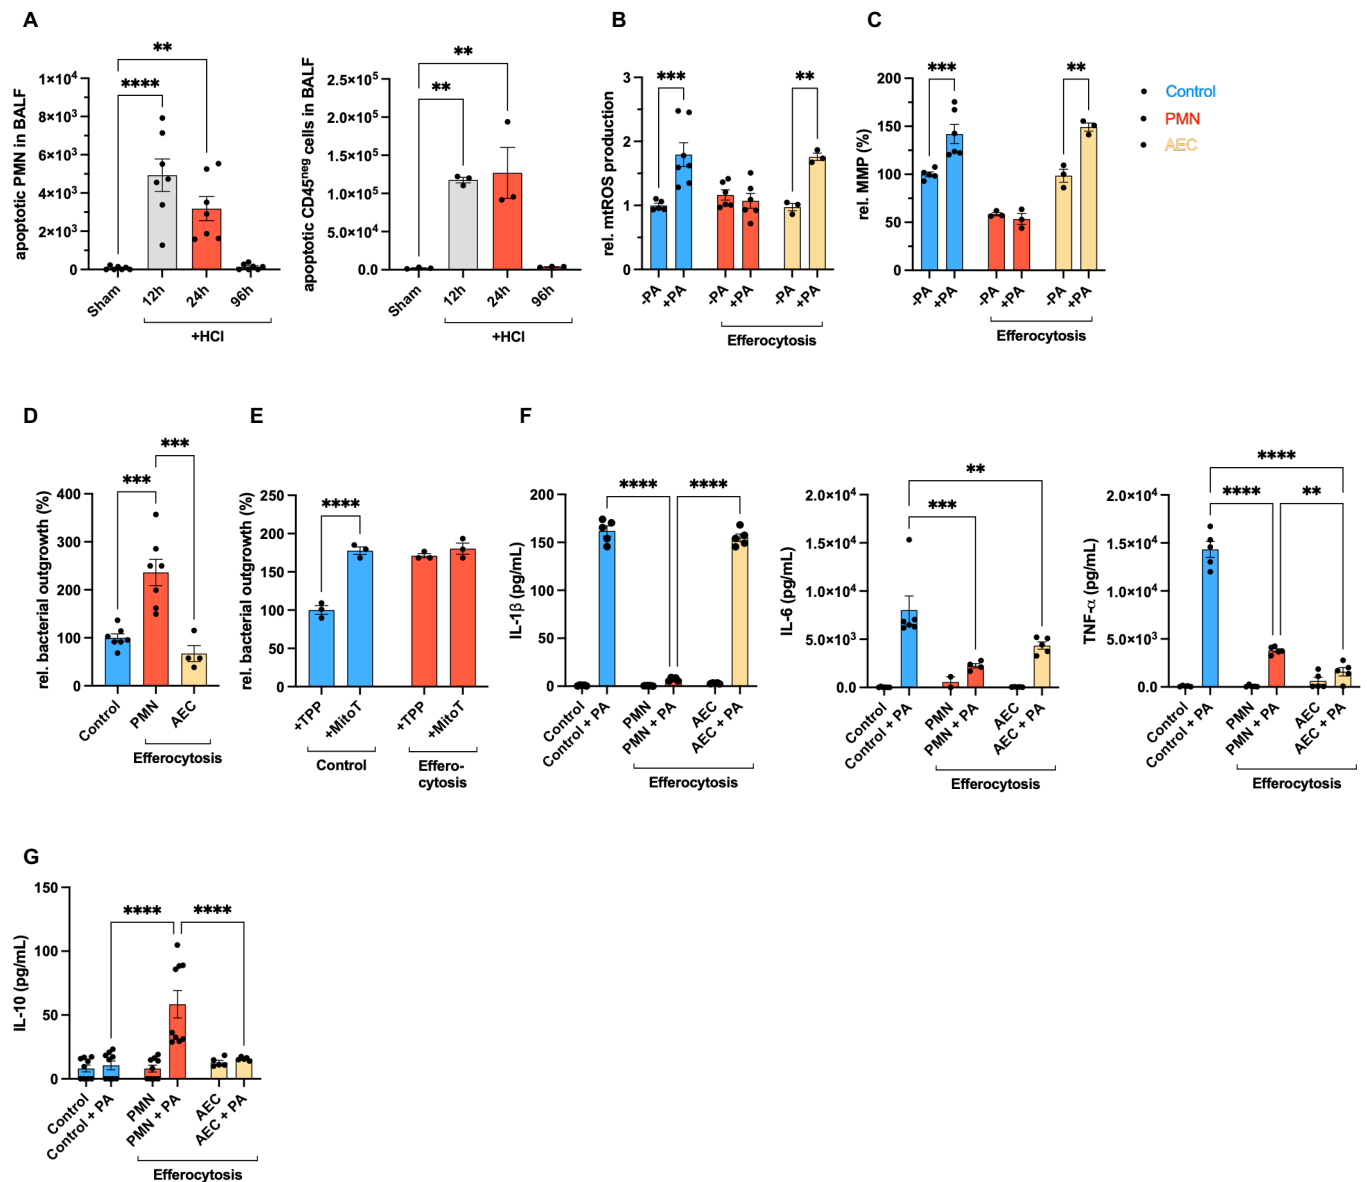 A
apoptotic PMN in BALF
1×10⁴
8×10³
6×10³
4×10³
2×10³
0
****
**
Sham
12h
24h
96h
+HCl
apoptotic CD45ⁿᵉᵍ cells in BALF
2.5×10⁵
2.0×10⁵
1.5×10⁵
1.0×10⁵
5.0×10⁴
0.0
**
**
Sham
12h
24h
96h
+HCl
B
rel. mtROS production
3
2
1
0
***
**
-PA
+PA
-PA
+PA
-PA
+PA
Efferocytosis
C
rel. MMP (%)
200
150
100
50
0
***
**
-PA
+PA
-PA
+PA
-PA
+PA
Efferocytosis
Control
PMN
AEC
D
rel. bacterial outgrowth (%)
400
300
200
100
0
***
***
Control
PMN
AEC
Efferocytosis
E
rel. bacterial outgrowth (%)
250
200
150
100
50
0
****
+TPP
+MitoT
+TPP
+MitoT
Control
Effero-
cytosis
F
IL-1β (pg/mL)
200
150
100
50
0
****
****
Control
Control + PA
PMN
PMN + PA
AEC
AEC + PA
Efferocytosis
IL-6 (pg/mL)
2.0×10⁴
1.5×10⁴
1.0×10⁴
5.0×10³
0.0
**
***
Control
Control + PA
PMN
PMN + PA
AEC
AEC + PA
Efferocytosis
TNF-α (pg/mL)
2.0×10⁴
1.5×10⁴
1.0×10⁴
5.0×10³
0.0
****
****
**
Control
Control + PA
PMN
PMN + PA
AEC
AEC + PA
Efferocytosis
G
IL-10 (pg/mL)
150
100
50
0
****
****
Control
Control + PA
PMN
PMN + PA
AEC
AEC + PA
Efferocytosis